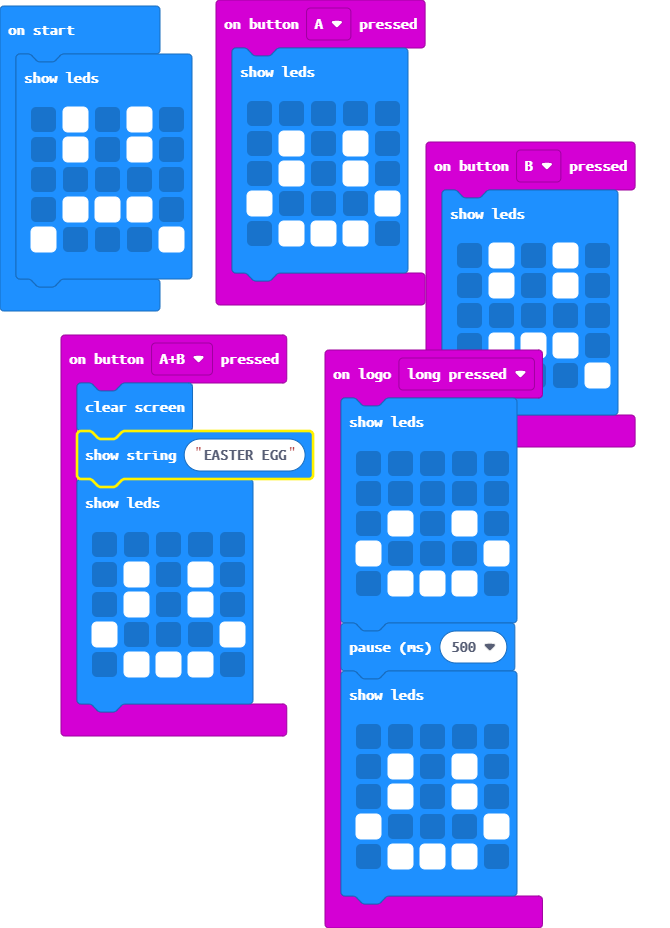 on start
show leds
on button A pressed
show leds
on button B pressed
show leds
on button A+B pressed
clear screen
show string "EASTER EGG"
show leds
on logo long pressed
show leds
pause (ms) 500
show leds